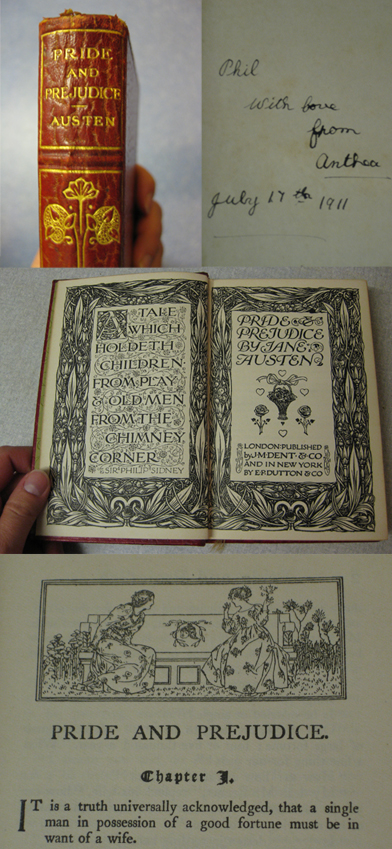 PRIDE
AND
PREJUDICE
AUSTEN
Phil
With love
from
Anthea
July 17th 1911
A TALE
WHICH
HOLDETH
CHILDREN
FROM PLAY
& OLD MEN
FROM THE
CHIMNEY
CORNER
SIR PHILIP SIDNEY
PRIDE &
PREJUDICE
BY JANE
AUSTEN
LONDON: PUBLISHED
by J.M. DENT & CO
AND IN NEW YORK
BY E.P. DUTTON & CO
PRIDE AND PREJUDICE.
Chapter I.
IT is a truth universally acknowledged, that a single
man in possession of a good fortune must be in
want of a wife.